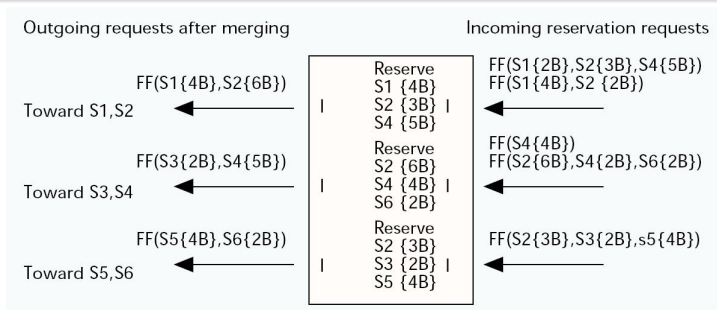 Outgoing requests after merging
Incoming reservation requests
FF(S1{4B},S2{6B})
Toward S1,S2
Reserve
S1 {4B}
S2 {3B}
S4 {5B}
FF(S1{2B},S2{3B},S4{5B})
FF(S1{4B},S2 {2B})
FF(S3{2B},S4{5B})
Toward S3,S4
Reserve
S2 {6B}
S4 {4B}
S6 {2B}
FF(S4{4B})
FF(S2{6B},S4{2B},S6{2B})
FF(S5{4B},S6{2B})
Toward S5,S6
Reserve
S2 {3B}
S3 {2B}
S5 {4B}
FF(S2{3B},S3{2B},s5{4B})